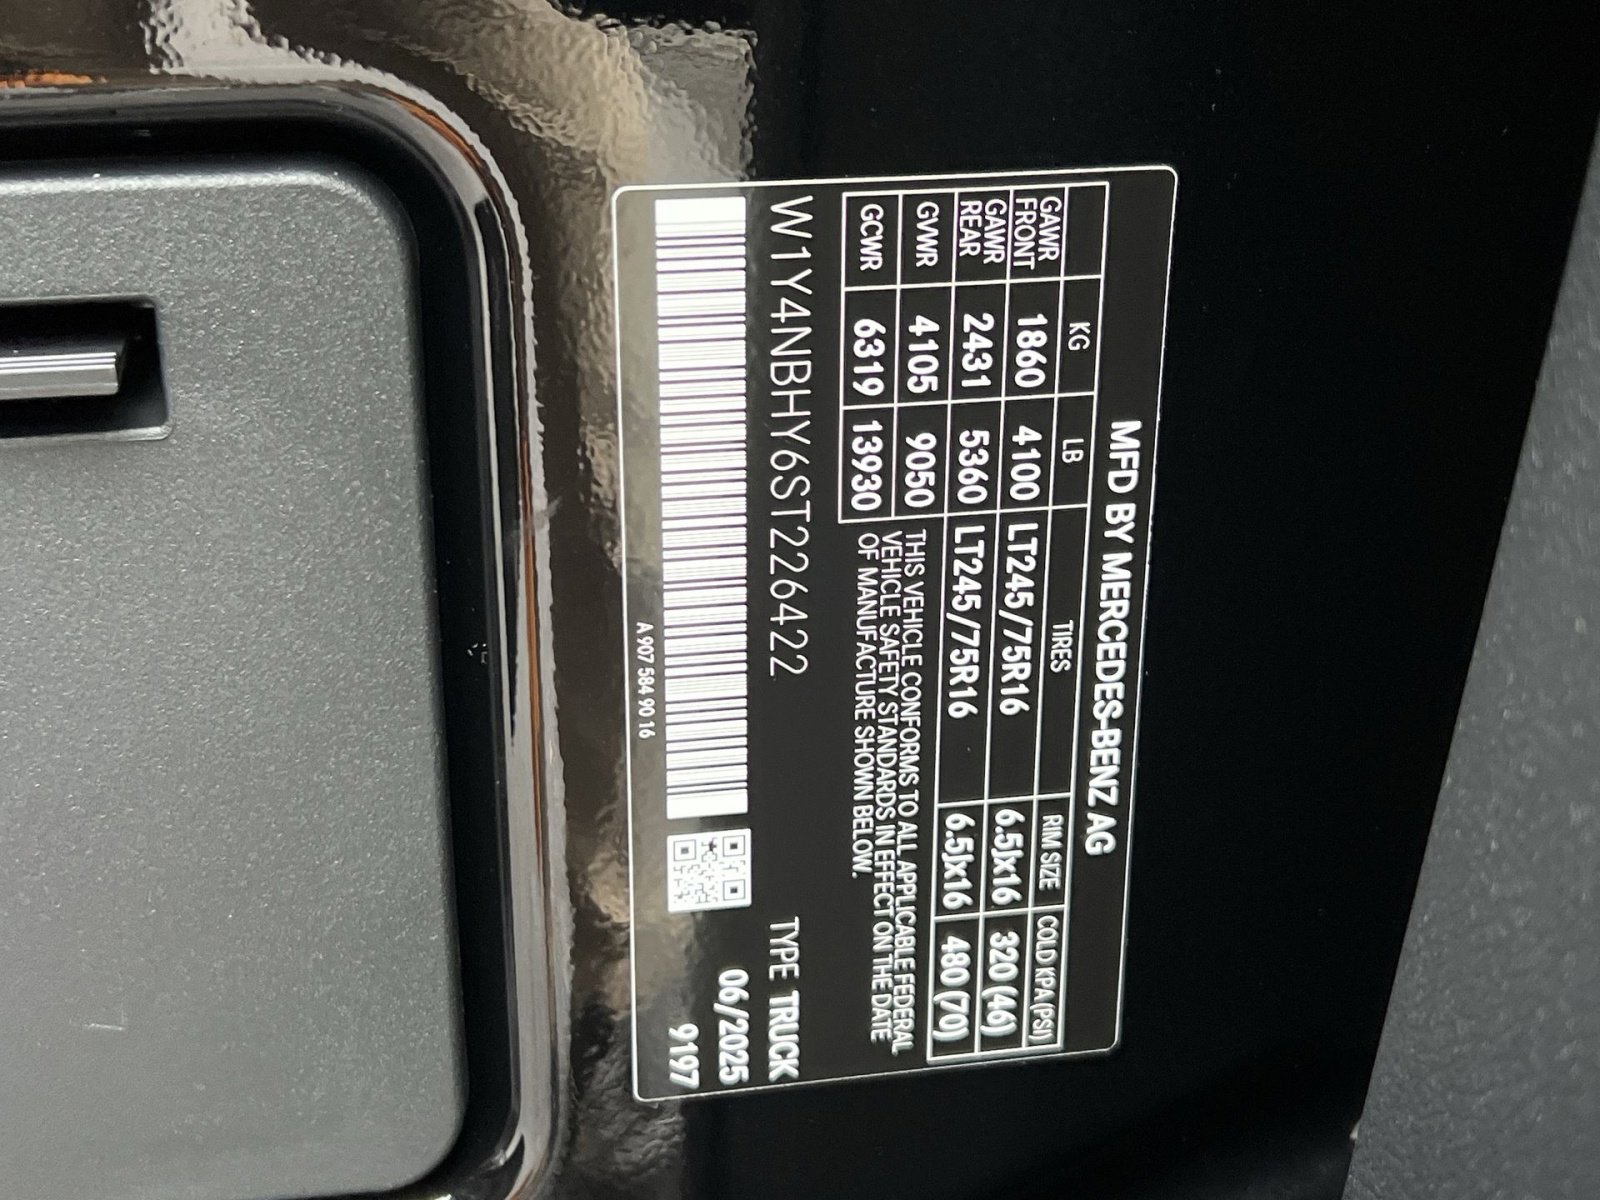 MFD BY MERCEDES-BENZ AG
KG LB TIRES RIM SIZE COLD KPA(PSI)
GAWR FRONT 1860 4100 LT245/75R16 6.5Jx16 320 (46)
GAWR REAR 2431 5360 LT245/75R16 6.5Jx16 480 (70)
GVWR 4105 9050
GCWR 6319 13930
THIS VEHICLE CONFORMS TO ALL APPLICABLE FEDERAL
VEHICLE SAFETY STANDARDS IN EFFECT ON THE DATE
OF MANUFACTURE SHOWN BELOW.
W1Y4NBHY6ST226422
TYPE TRUCK
06/2025
9197
A 907 584 90 16